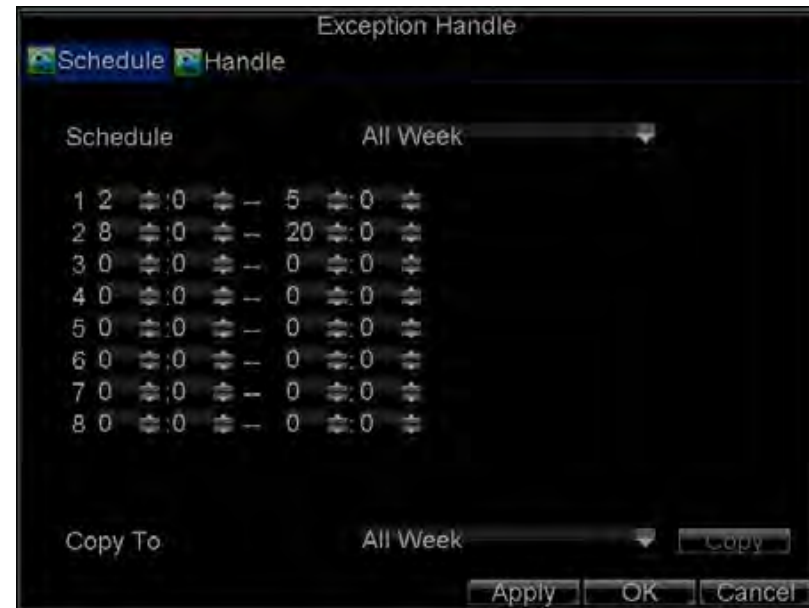 Exception Handle
Schedule Handle
Schedule All Week
1 2 :0 – 5 :0
2 8 :0 – 20 :0
3 0 :0 – 0 :0
4 0 :0 – 0 :0
5 0 :0 – 0 :0
6 0 :0 – 0 :0
7 0 :0 – 0 :0
8 0 :0 – 0 :0
Copy To All Week Copy
Apply OK Cancel